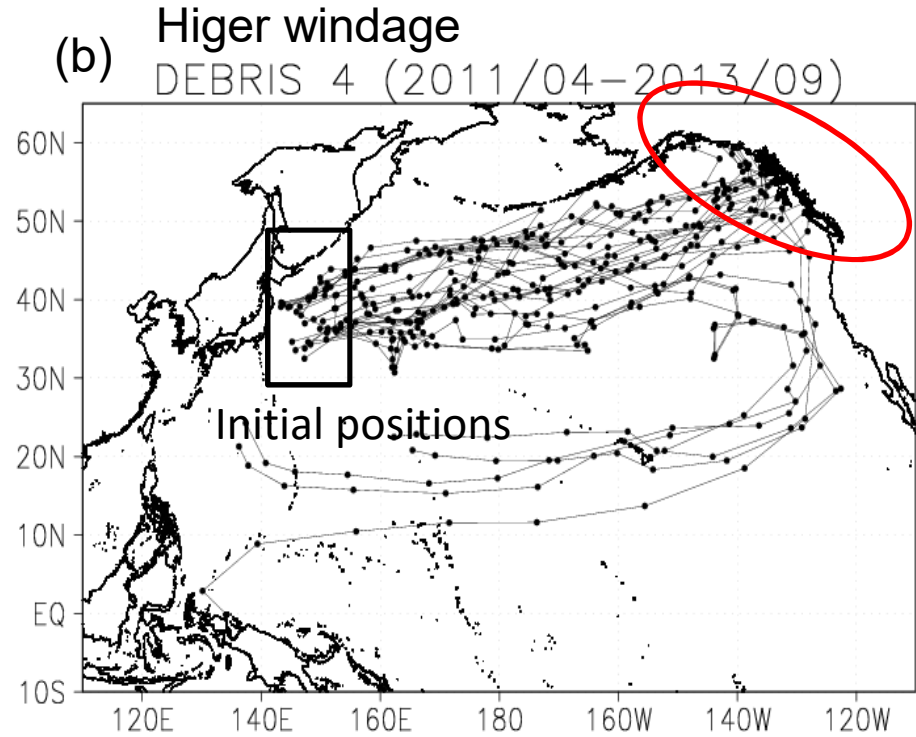 Higer windage
(b)
DEBRIS 4 (2011/04-2013/09)
60N
50N
40N
30N
Initial positions
20N
10N
EQ
10S
120E 140E 160E 180 160W 140W 120W